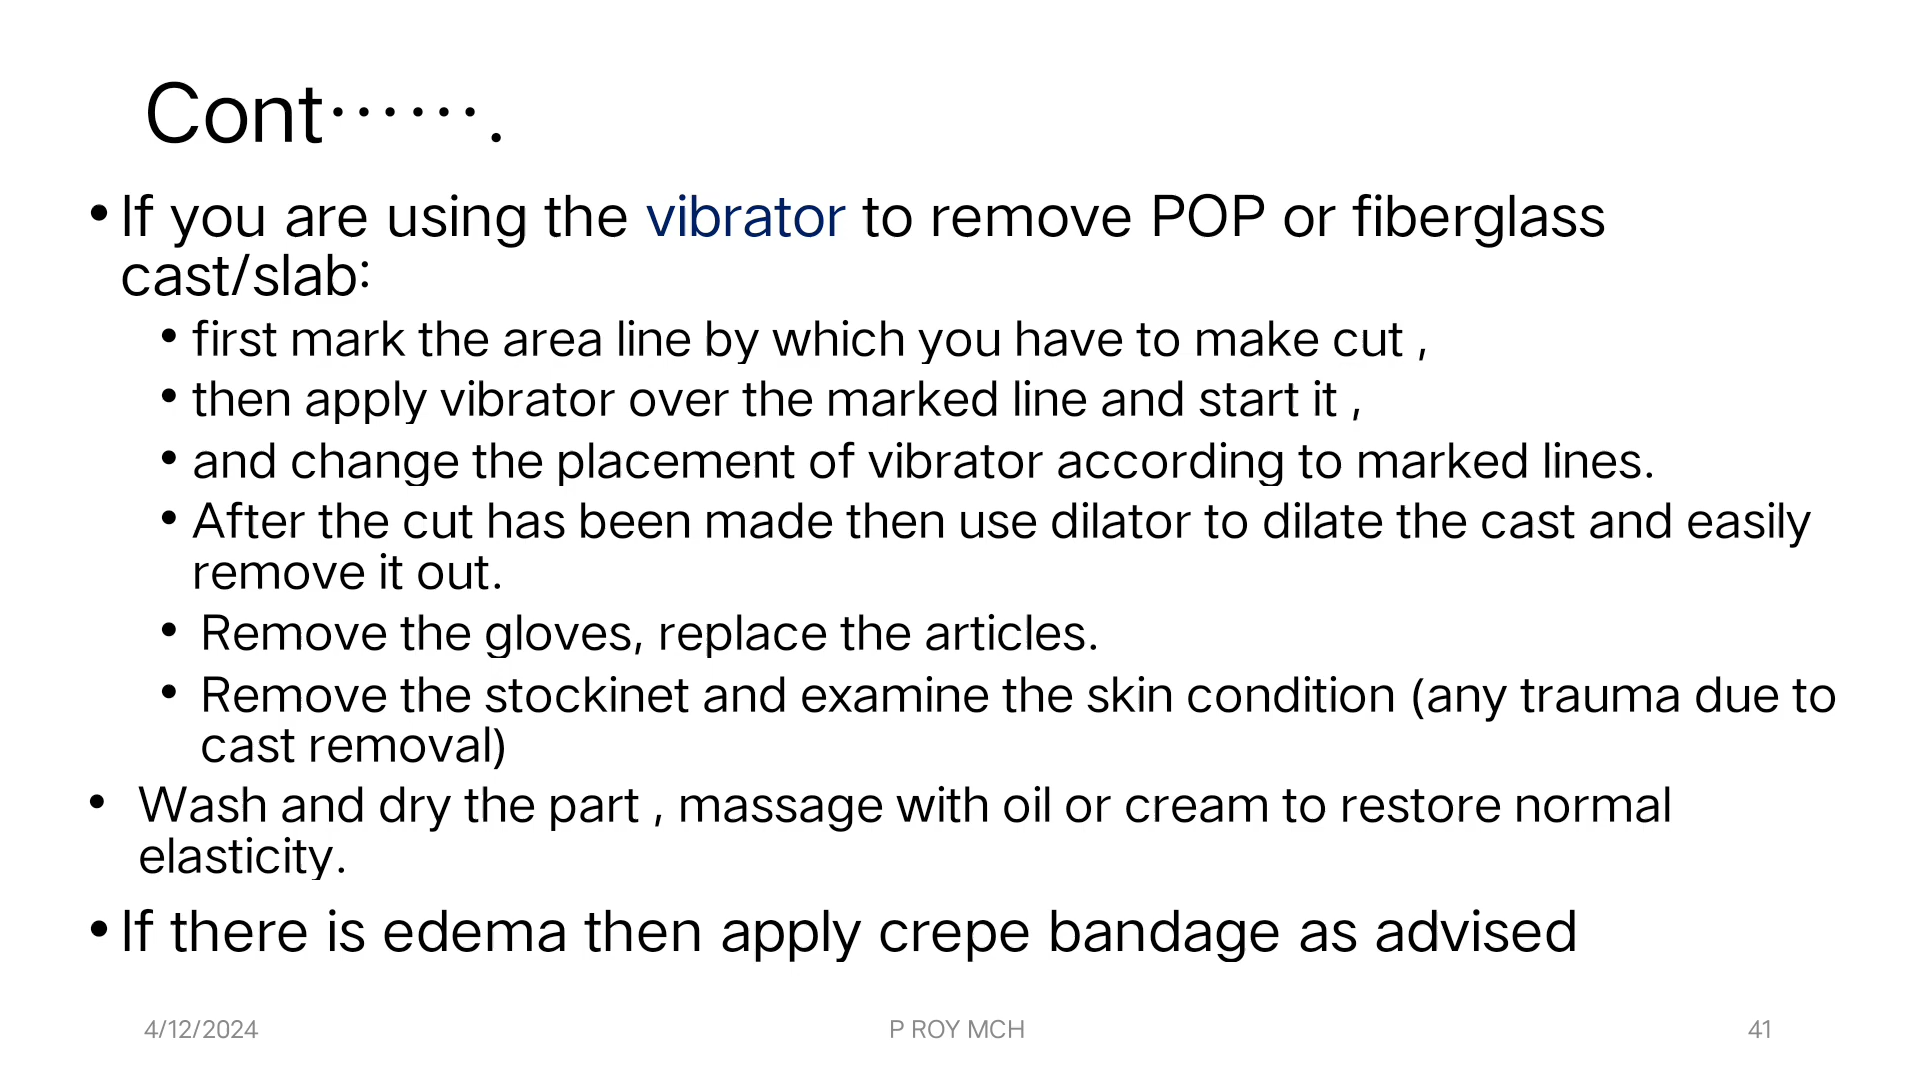 Cont…….
• If you are using the vibrator to remove POP or fiberglass
cast/slab:
• first mark the area line by which you have to make cut ,
• then apply vibrator over the marked line and start it ,
• and change the placement of vibrator according to marked lines.
• After the cut has been made then use dilator to dilate the cast and easily
remove it out.
• Remove the gloves, replace the articles.
• Remove the stockinet and examine the skin condition (any trauma due to
cast removal)
• Wash and dry the part , massage with oil or cream to restore normal
elasticity.
• If there is edema then apply crepe bandage as advised
4/12/2024
P ROY MCH
41